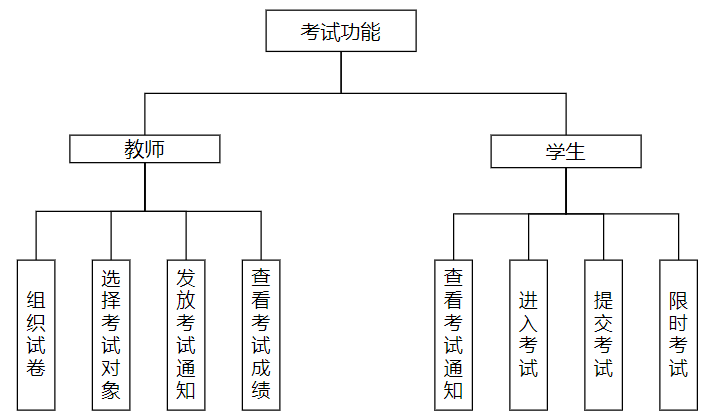 考试功能
教师
学生
组织试卷
选择考试对象
发放考试通知
查看考试成绩
查看考试通知
进入考试
提交考试
限时考试